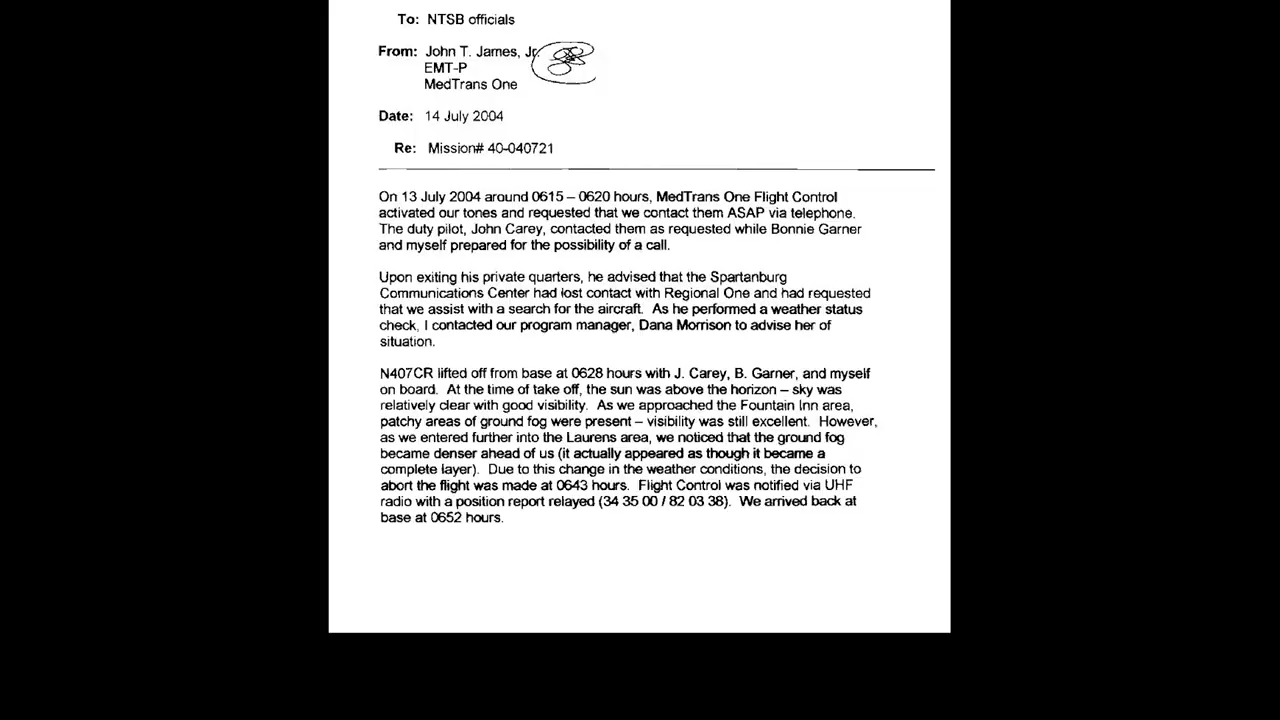 To: NTSB officials
From: John T. James, Jr.
EMT-P
MedTrans One
Date: 14 July 2004
Re: Mission# 40-040721
On 13 July 2004 around 0615 – 0620 hours, MedTrans One Flight Control
activated our tones and requested that we contact them ASAP via telephone.
The duty pilot, John Carey, contacted them as requested while Bonnie Garner
and myself prepared for the possibility of a call.
Upon exiting his private quarters, he advised that the Spartanburg
Communications Center had lost contact with Regional One and had requested
that we assist with a search for the aircraft. As he performed a weather status
check, I contacted our program manager, Dana Morrison to advise her of
situation.
N407CR lifted off from base at 0628 hours with J. Carey, B. Garner, and myself
on board. At the time of take off, the sun was above the horizon – sky was
relatively clear with good visibility. As we approached the Fountain Inn area,
patchy areas of ground fog were present – visibility was still excellent. However,
as we entered further into the Laurens area, we noticed that the ground fog
became denser ahead of us (it actually appeared as though it became a
complete layer). Due to this change in the weather conditions, the decision to
abort the flight was made at 0643 hours. Flight Control was notified via UHF
radio with a position report relayed (34 35 00 / 82 03 38). We arrived back at
base at 0652 hours.